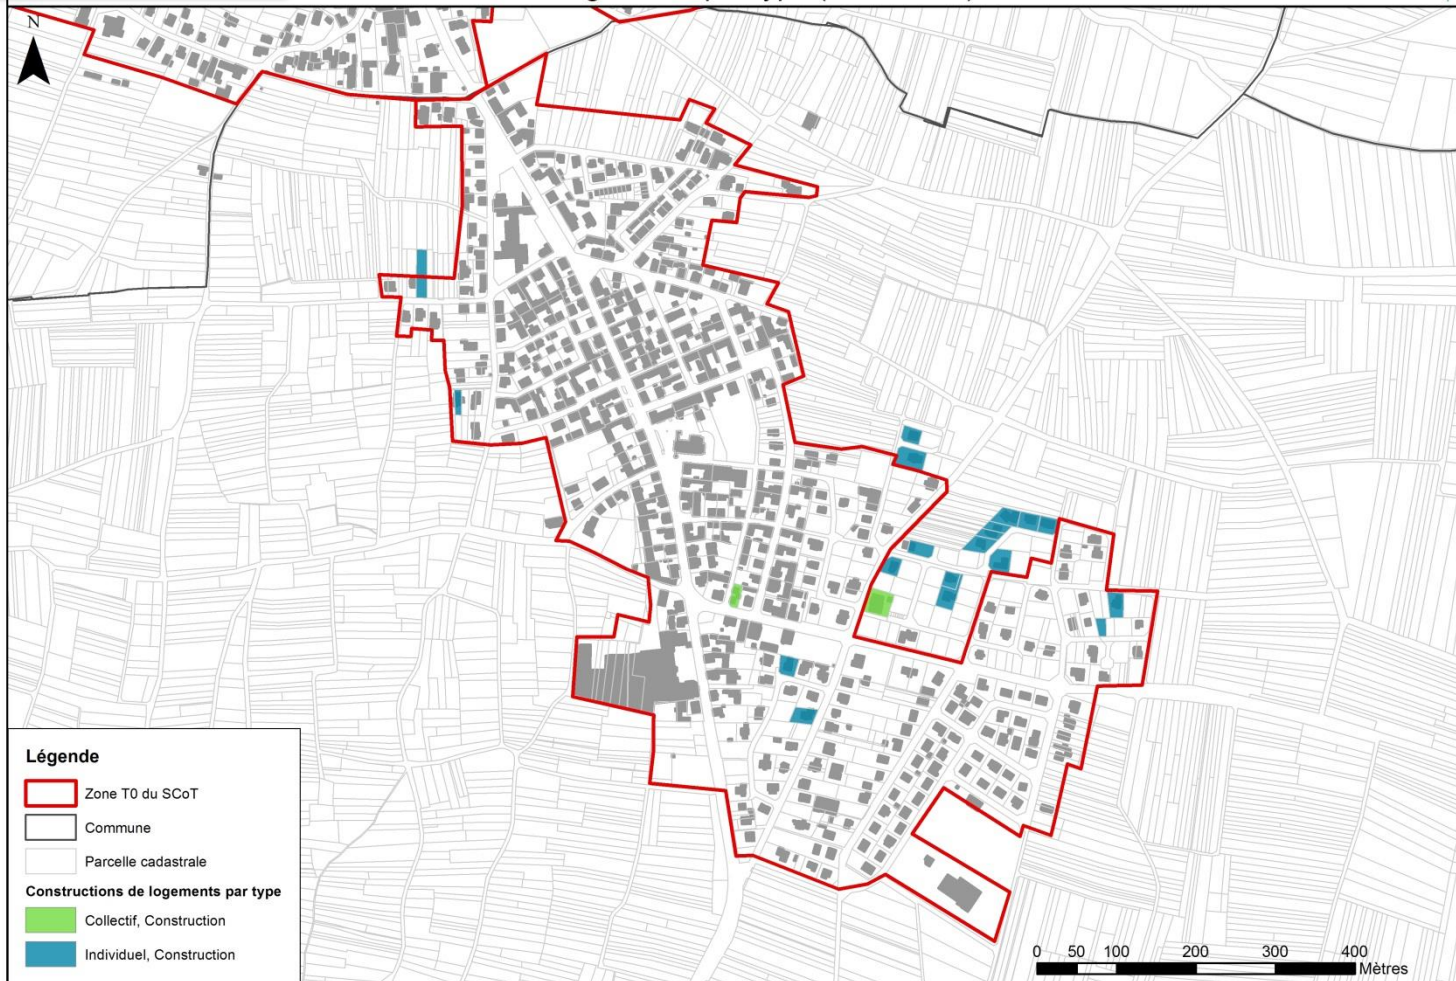 N
Légende
Zone T0 du SCoT
Commune
Parcelle cadastrale
Constructions de logements par type
Collectif, Construction
Individuel, Construction
0 50 100 200 300 400
Mètres